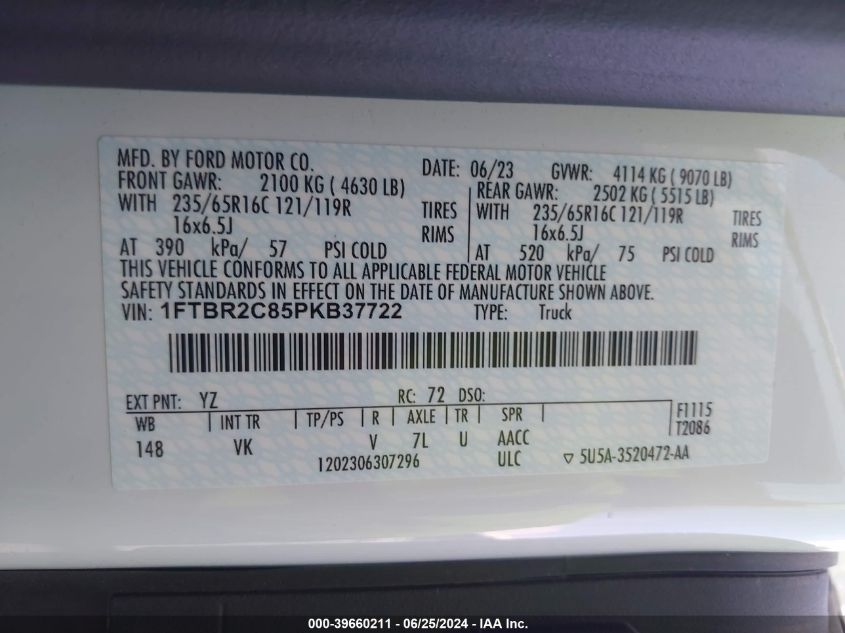 MFD. BY FORD MOTOR CO. DATE: 06/23 GVWR: 4114 KG ( 9070 LB)
FRONT GAWR: 2100 KG ( 4630 LB) REAR GAWR: 2502 KG ( 5515 LB)
WITH 235/65R16C 121/119R TIRES WITH 235/65R16C 121/119R TIRES
16x6.5J RIMS 16x6.5J RIMS
AT 390 kPa/ 57 PSI COLD AT 520 kPa/ 75 PSI COLD
THIS VEHICLE CONFORMS TO ALL APPLICABLE FEDERAL MOTOR VEHICLE
SAFETY STANDARDS IN EFFECT ON THE DATE OF MANUFACTURE SHOWN ABOVE.
VIN: 1FTBR2C85PKB37722 TYPE: Truck
EXT PNT: YZ RC: 72 DSO:
WB INT TR TP/PS R AXLE TR SPR F1115
148 VK V 7L U AACC T2086
1202306307296 ULC ▽ 5U5A-3520472-AA
000-39660211 - 06/25/2024 - IAA Inc.